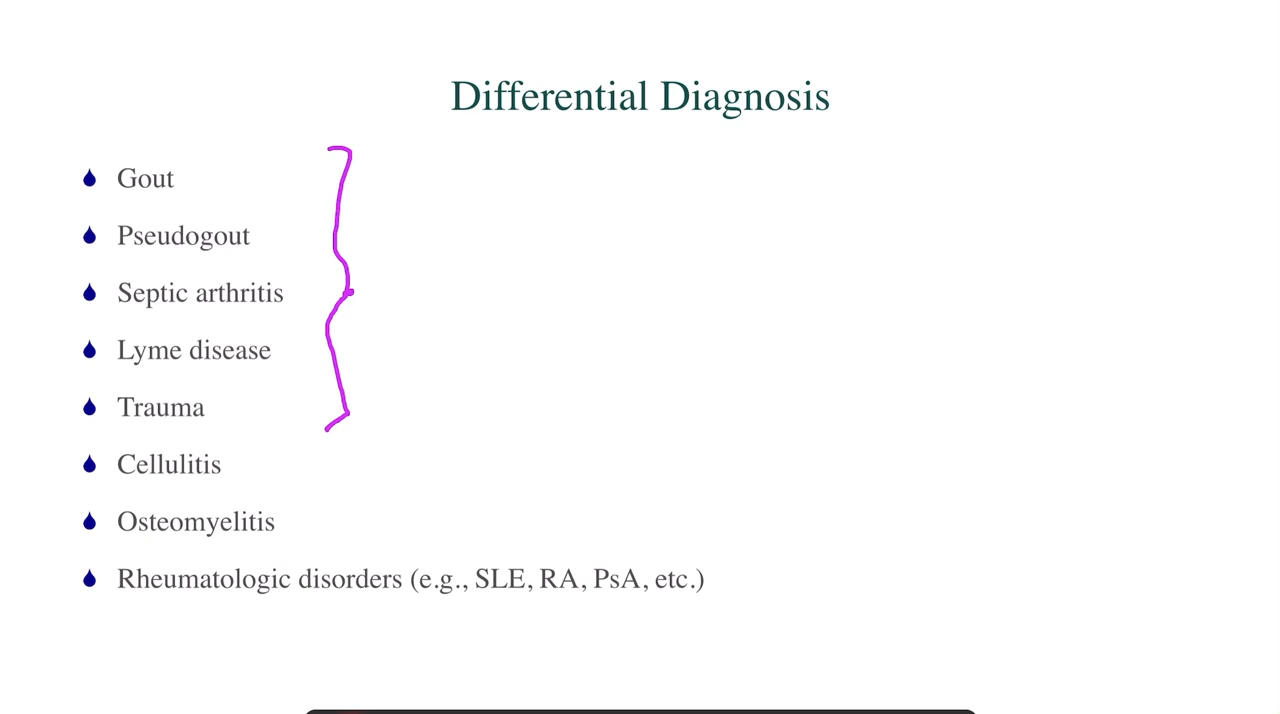 Differential Diagnosis
Gout
Pseudogout
Septic arthritis
Lyme disease
Trauma
Cellulitis
Osteomyelitis
Rheumatologic disorders (e.g., SLE, RA, PsA, etc.)